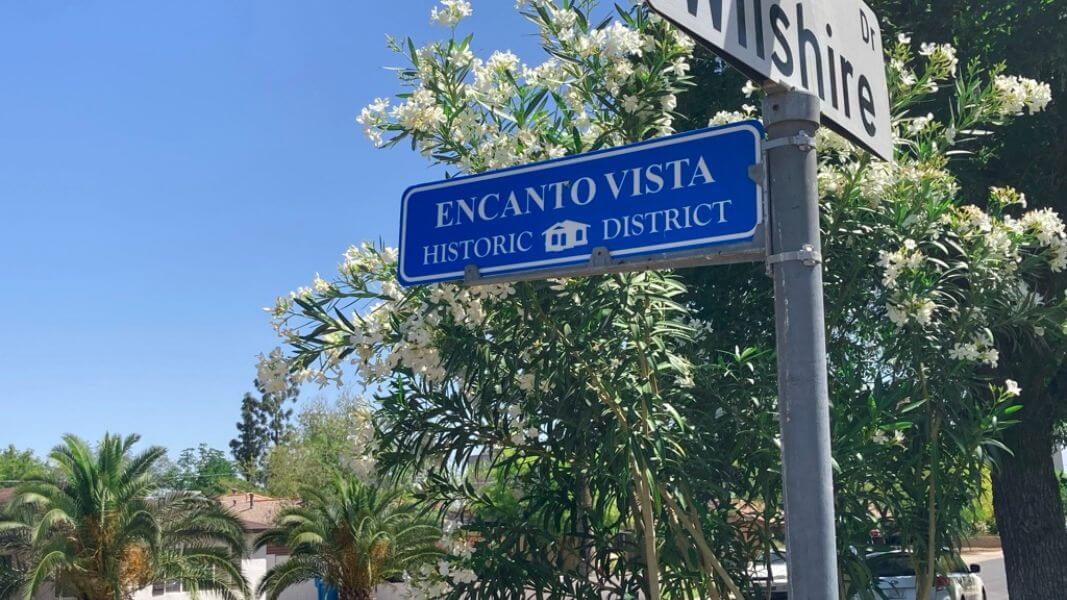 Wilshire Dr
ENCANTO VISTA
HISTORIC DISTRICT